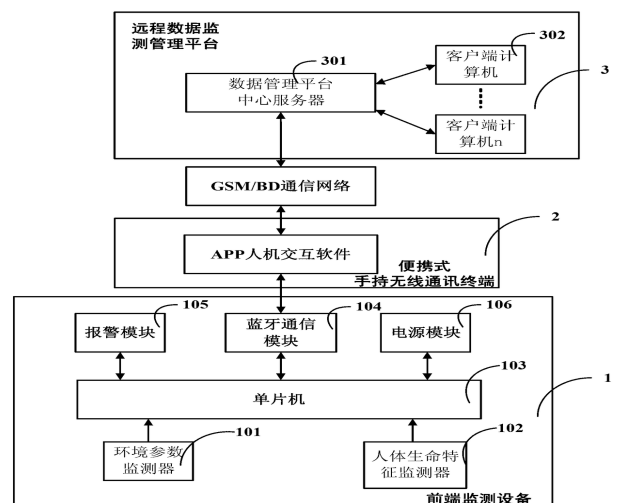 远程数据监
测管理平台
301
302
数据管理平台
中心服务器
客户端计
算机
3
客户端计
算机n
GSM/BD通信网络
2
APP人机交互软件
便携式
手持无线通讯终端
105
104
106
报警模块
蓝牙通信
模块
电源模块
103
1
单片机
101
102
环境参数
监测器
人体生命特
征监测器
前端监测设备